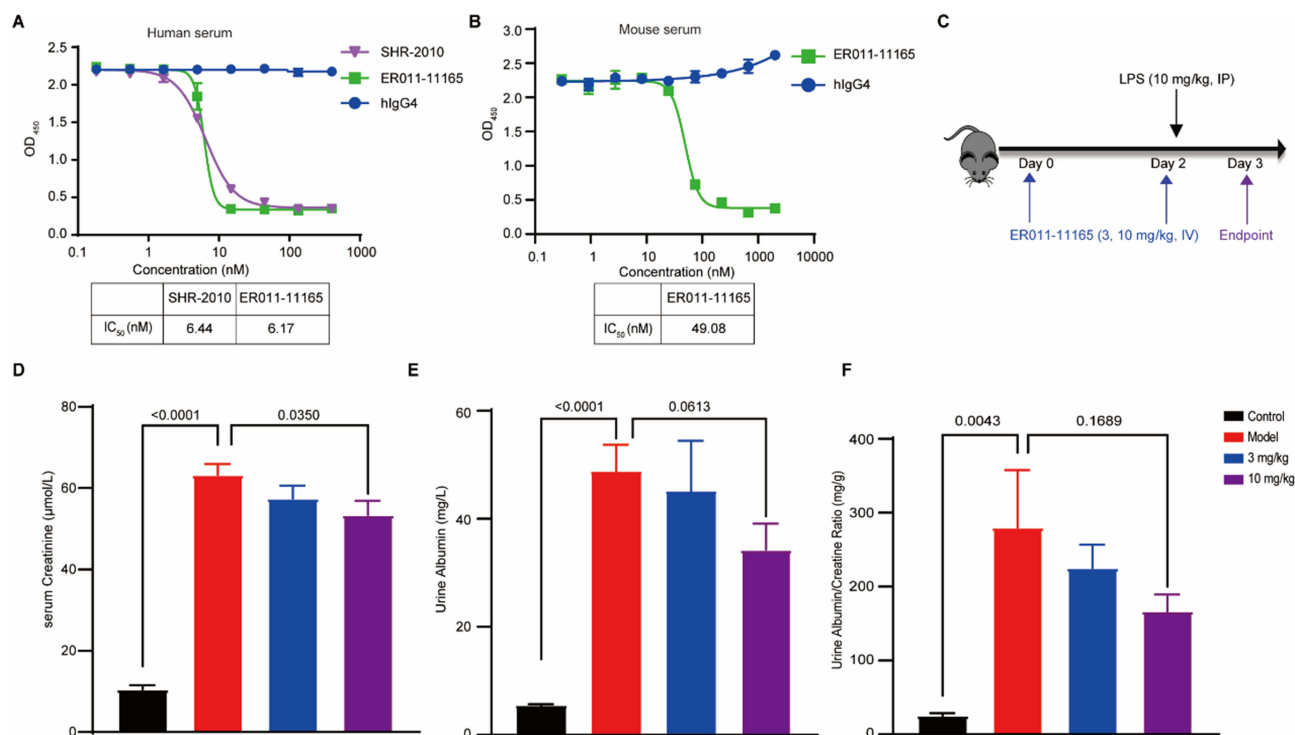 A
Human serum
2.5
2.0
1.5
1.0
0.5
0.0
OD450
0.1
1
10
100
1000
Concentration (nM)
SHR-2010
ER011-11165
hIgG4
SHR-2010 ER011-11165
IC50 (nM) 6.44 6.17
B
Mouse serum
3.0
2.5
2.0
1.5
1.0
0.5
0.0
OD450
0.1
1
10
100
1000
10000
Concentration (nM)
ER011-11165
hIgG4
ER011-11165
IC50 (nM) 49.08
C
LPS (10 mg/kg, IP)
Day 0
Day 2
Day 3
ER011-11165 (3, 10 mg/kg, IV)
Endpoint
D
80
60
40
20
0
serum Creatinine (μmol/L)
<0.0001
0.0350
E
60
40
20
0
Urine Albumin (mg/L)
<0.0001
0.0613
F
400
300
200
100
0
Urine Albumin/Creatine Ratio (mg/g)
0.0043
0.1689
Control
Model
3 mg/kg
10 mg/kg